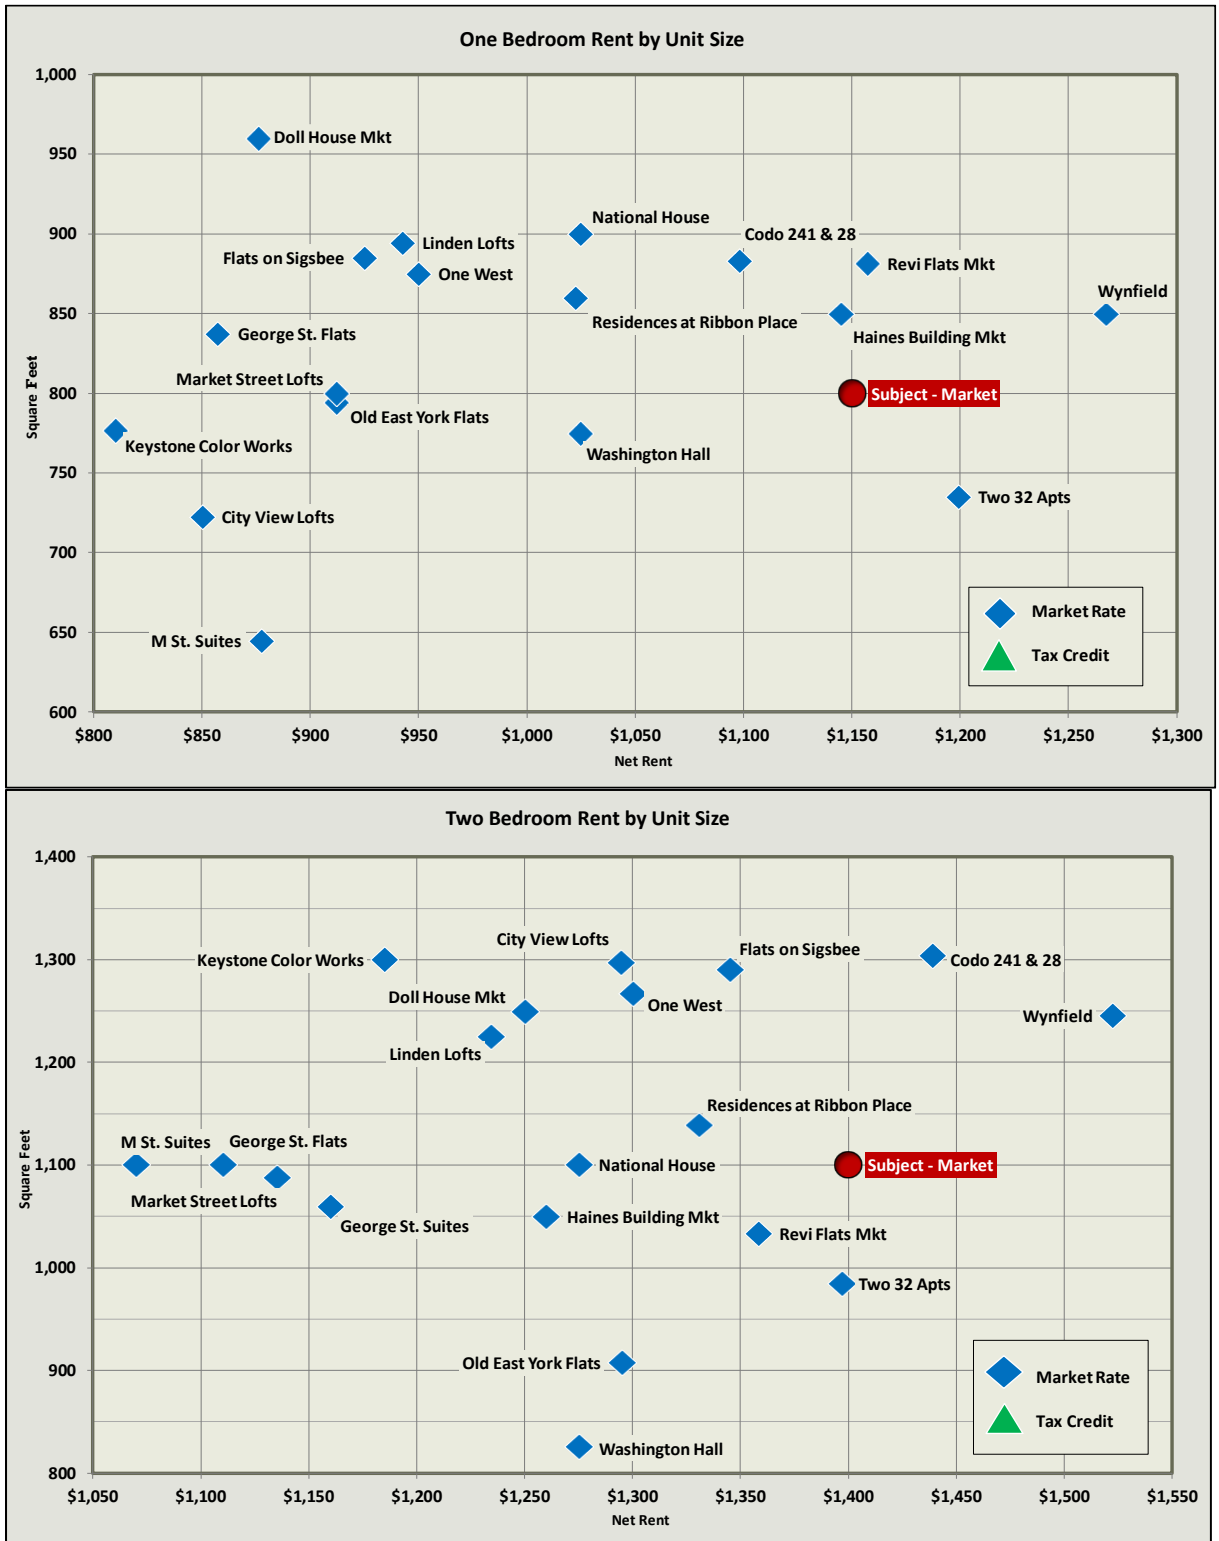 One Bedroom Rent by Unit Size
1,000
Doll House Mkt
950
National House
900
Codo 241 & 28
Linden Lofts
Flats on Sigsbee
Revi Flats Mkt
One West
Wynfield
850
Residences at Ribbon Place
George St. Flats
Haines Building Mkt
Market Street Lofts
800
Subject - Market
Old East York Flats
Keystone Color Works
Washington Hall
750
Two 32 Apts
City View Lofts
700
Market Rate
650
M St. Suites
Tax Credit
600
Square Feet
$800 $850 $900 $950 $1,000 $1,050 $1,100 $1,150 $1,200 $1,250 $1,300
Net Rent
Two Bedroom Rent by Unit Size
1,400
City View Lofts
Flats on Sigsbee
1,300
Keystone Color Works
Codo 241 & 28
Doll House Mkt
One West
Wynfield
Linden Lofts
1,200
Residences at Ribbon Place
M St. Suites
George St. Flats
1,100
National House
Subject - Market
Market Street Lofts
Haines Building Mkt
George St. Suites
Revi Flats Mkt
1,000
Two 32 Apts
900
Old East York Flats
Market Rate
Tax Credit
Washington Hall
800
Square Feet
$1,050 $1,100 $1,150 $1,200 $1,250 $1,300 $1,350 $1,400 $1,450 $1,500 $1,550
Net Rent